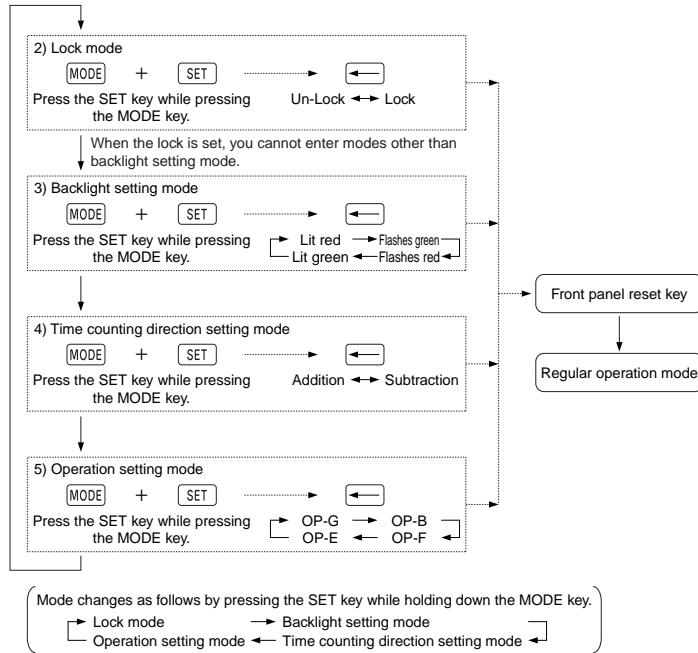 2) Lock mode
MODE + SET
Press the SET key while pressing
the MODE key.
Un-Lock Lock
When the lock is set, you cannot enter modes other than
backlight setting mode.
3) Backlight setting mode
MODE + SET
Press the SET key while pressing
the MODE key.
Lit red Flashes green
Lit green Flashes red
4) Time counting direction setting mode
MODE + SET
Press the SET key while pressing
the MODE key.
Addition Subtraction
5) Operation setting mode
MODE + SET
Press the SET key while pressing
the MODE key.
OP-G OP-B
OP-E OP-F
Front panel reset key
Regular operation mode
Mode changes as follows by pressing the SET key while holding down the MODE key.
Lock mode Backlight setting mode
Operation setting mode Time counting direction setting mode